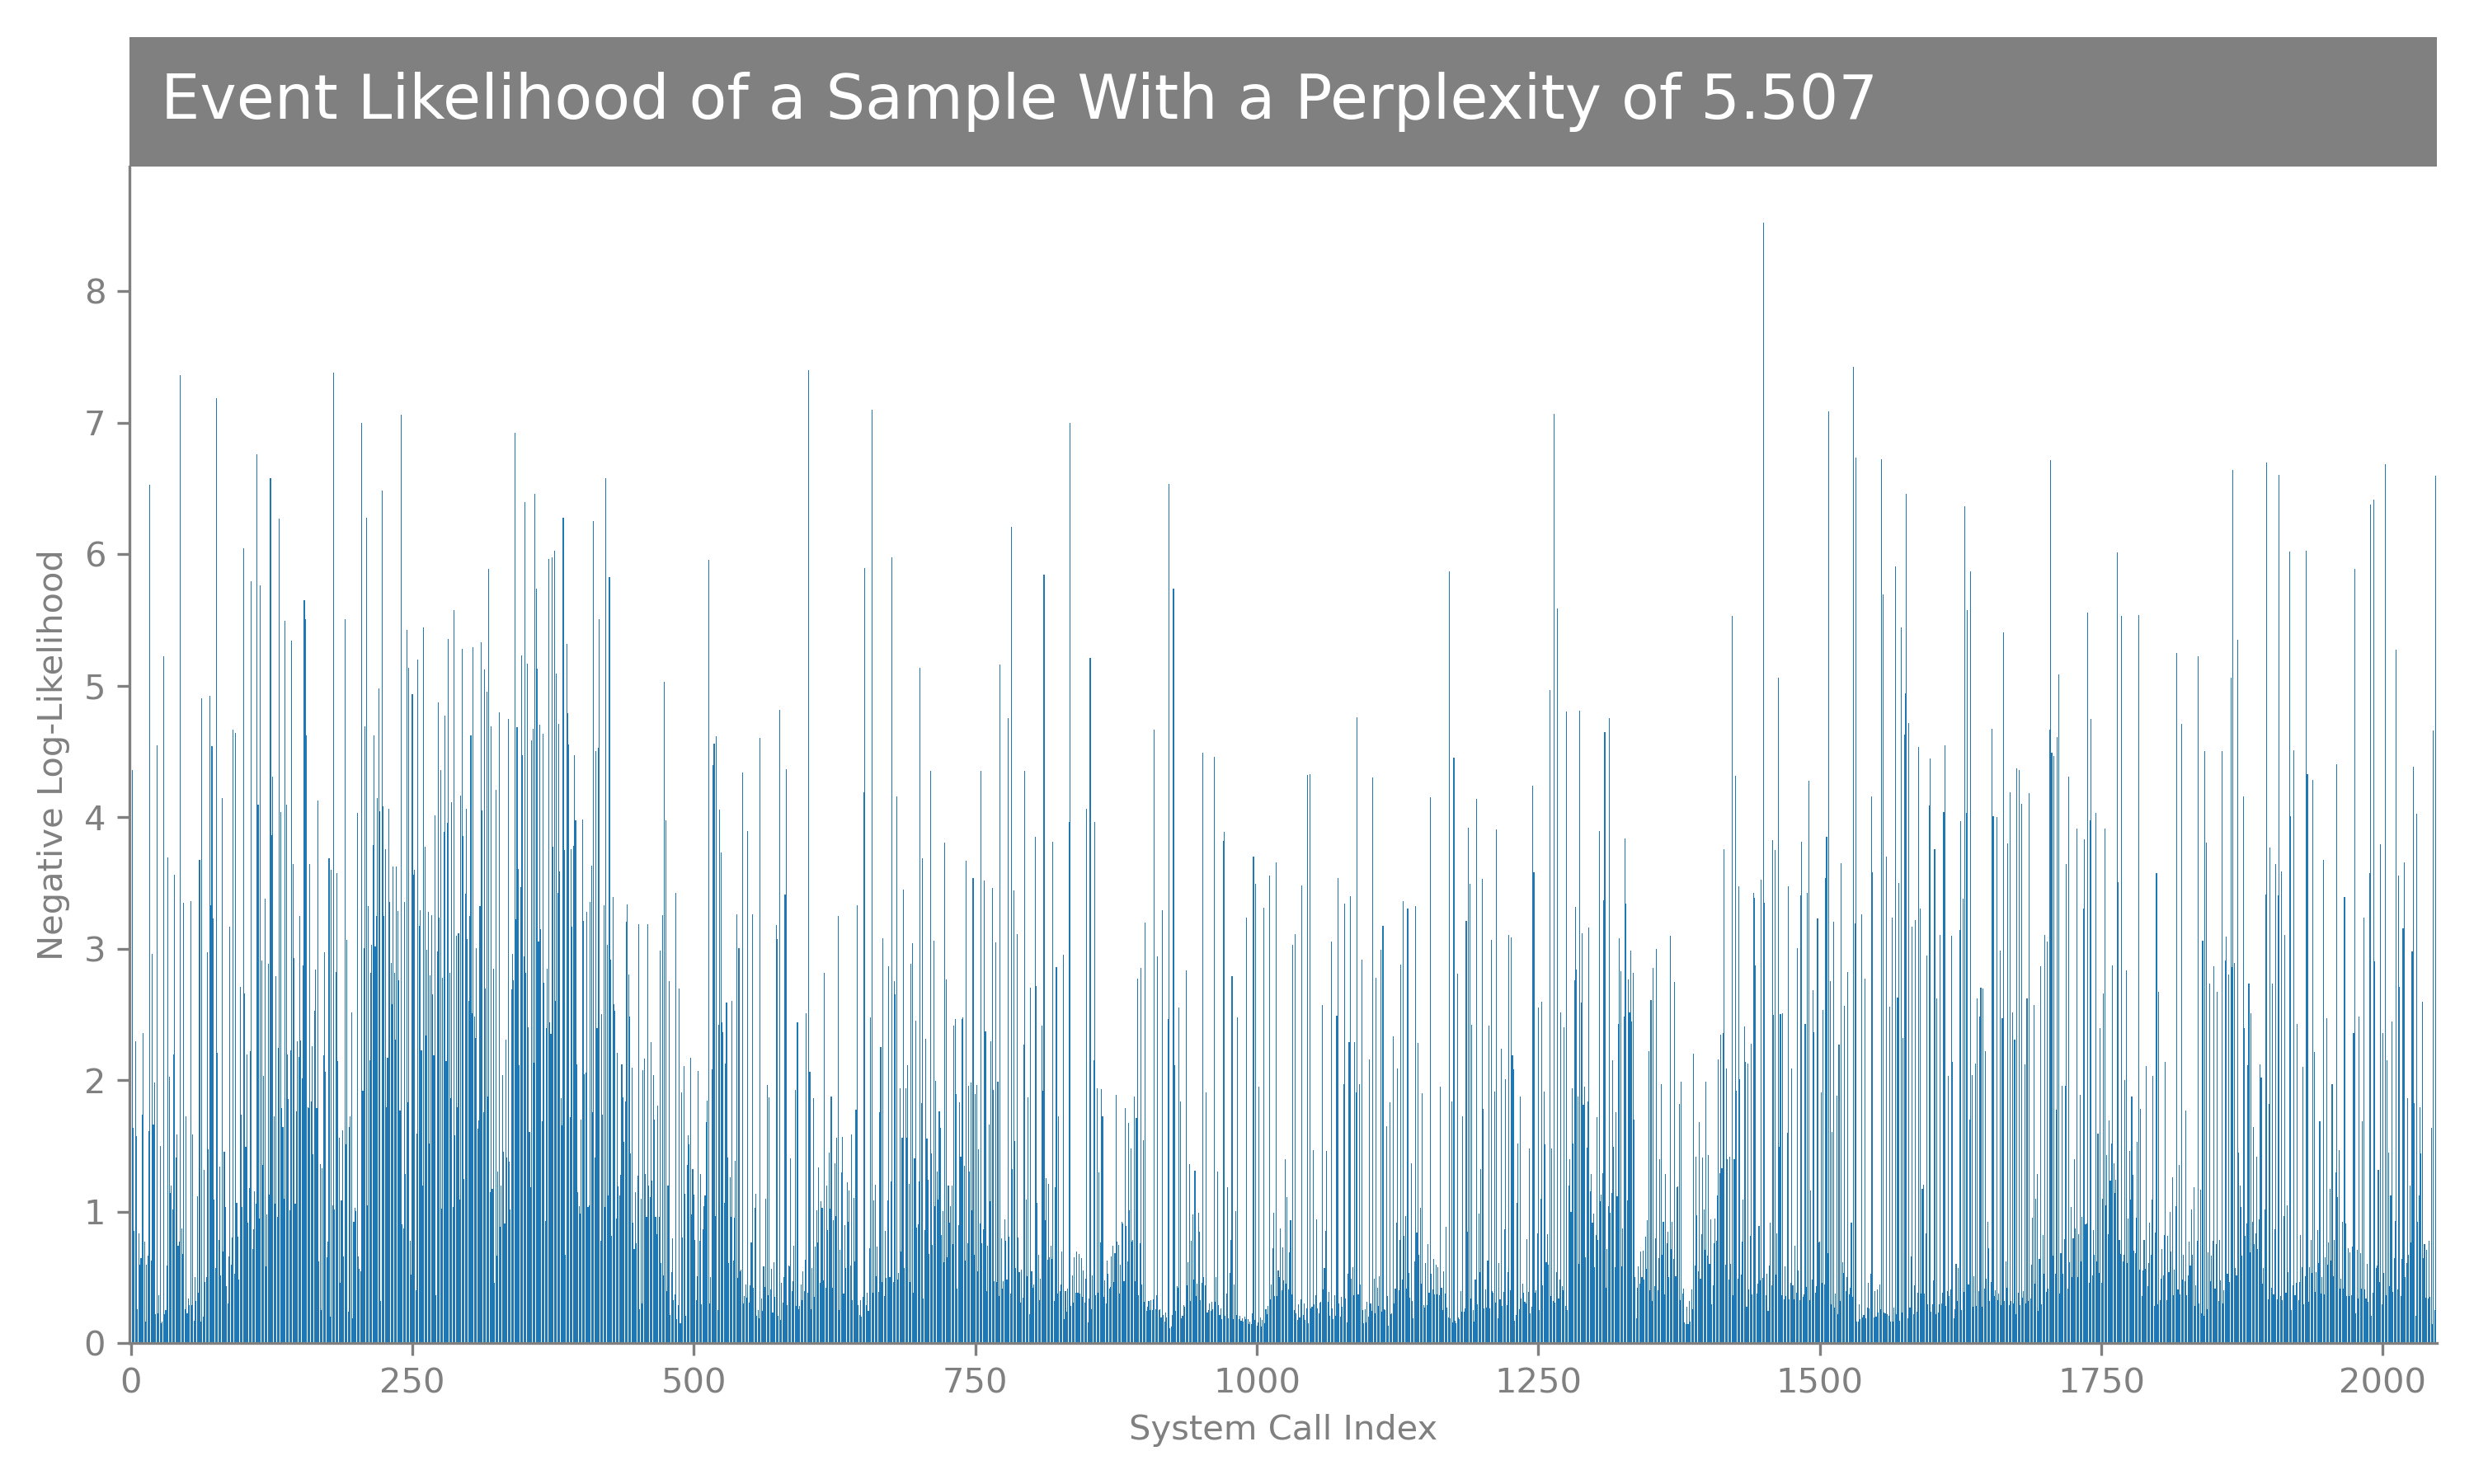 Event Likelihood of a Sample With a Perplexity of 5.507
8
7
6
5
4
3
2
1
0
Negative Log-Likelihood
0 250 500 750 1000 1250 1500 1750 2000
System Call Index